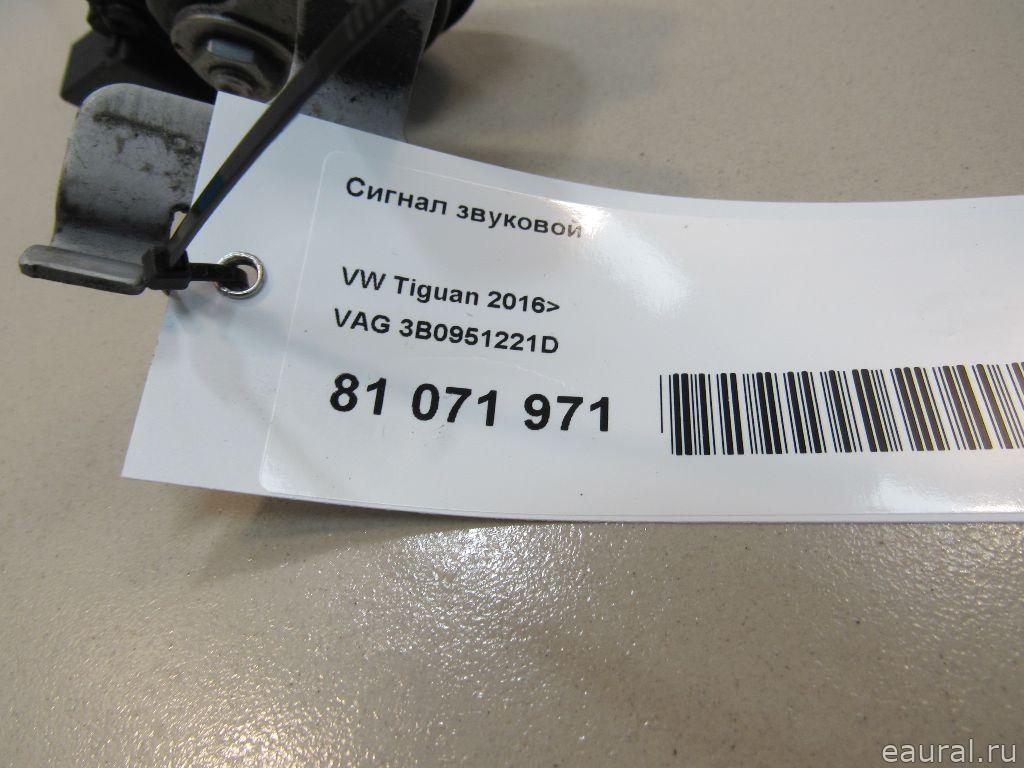 Сигнал звуковой
VW Tiguan 2016>
VAG 3B0951221D
81 071 971
eaural.ru